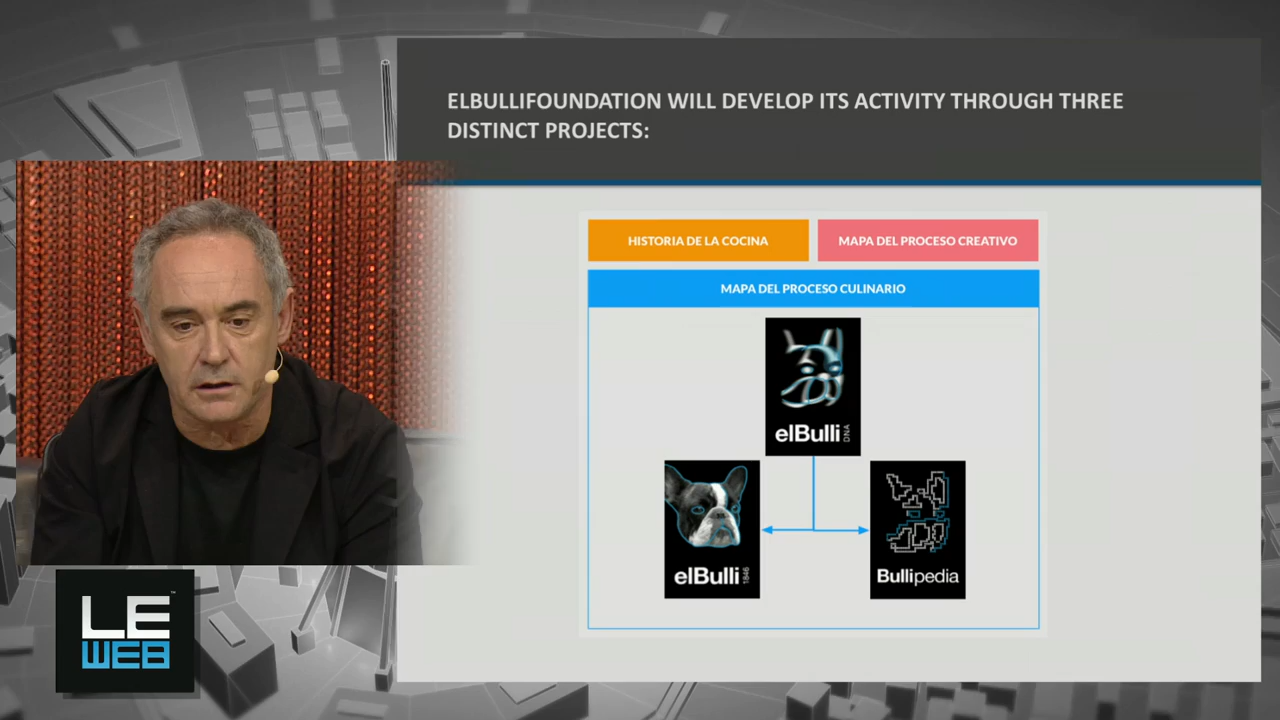 ELBULLIFOUNDATION WILL DEVELOP ITS ACTIVITY THROUGH THREE
DISTINCT PROJECTS:
HISTORIA DE LA COCINA
MAPA DEL PROCESO CREATIVO
MAPA DEL PROCESO CULINARIO
elBulli DNA
elBulli 1846
Bullipedia
LE
WEB
TM